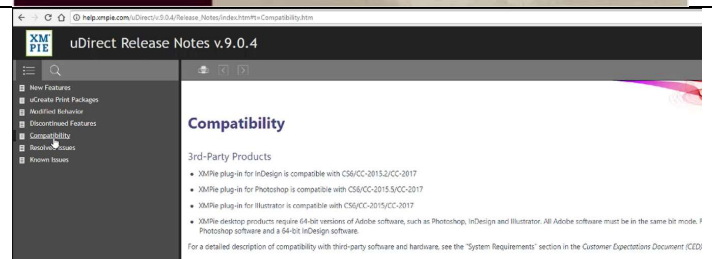 help.xmpie.com/uDirect/v.9.0.4/Release_Notes/index.htm#t=Compatibility.htm
XM
PIE
uDirect Release Notes v.9.0.4
New Features
uCreate Print Packages
Modified Behavior
Discontinued Features
Compatibility
Resolved Issues
Known Issues
Compatibility
3rd-Party Products
• XMPie plug-in for InDesign is compatible with CS6/CC-2015.2/CC-2017
• XMPie plug-in for Photoshop is compatible with CS6/CC-2015.5/CC-2017
• XMPie plug-in for Illustrator is compatible with CS6/CC-2015/CC-2017
• XMPie desktop products require 64-bit versions of Adobe software, such as Photoshop, InDesign and Illustrator. All Adobe software must be in the same bit mode. F
Photoshop software and a 64-bit InDesign software.
For a detailed description of compatibility with third-party software and hardware, see the "System Requirements" section in the Customer Expectations Document (CED)